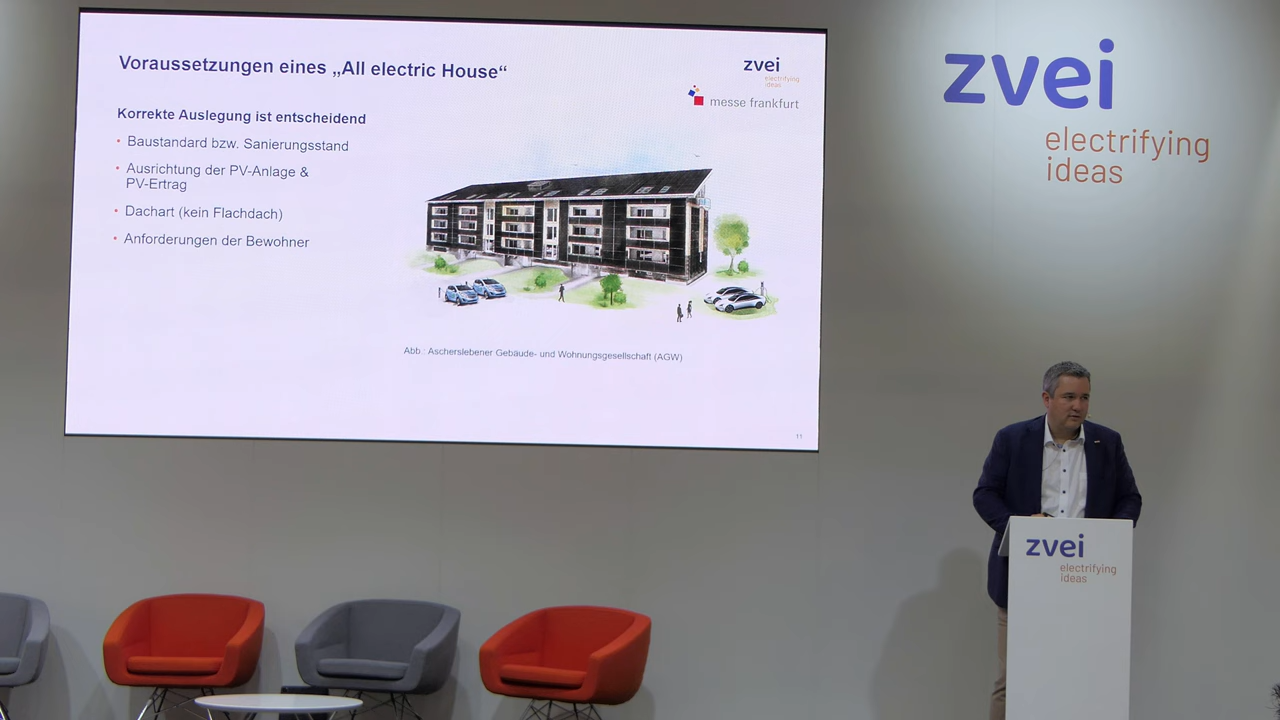 Voraussetzungen eines „All electric House“
zvei
electrifying
ideas
messe frankfurt
Korrekte Auslegung ist entscheidend
• Baustandard bzw. Sanierungsstand
• Ausrichtung der PV-Anlage &
PV-Ertrag
• Dachart (kein Flachdach)
• Anforderungen der Bewohner
Abb.: Ascherslebener Gebäude- und Wohnungsgesellschaft (AGW)
11
zvei
electrifying
ideas
zvei
electrifying
ideas